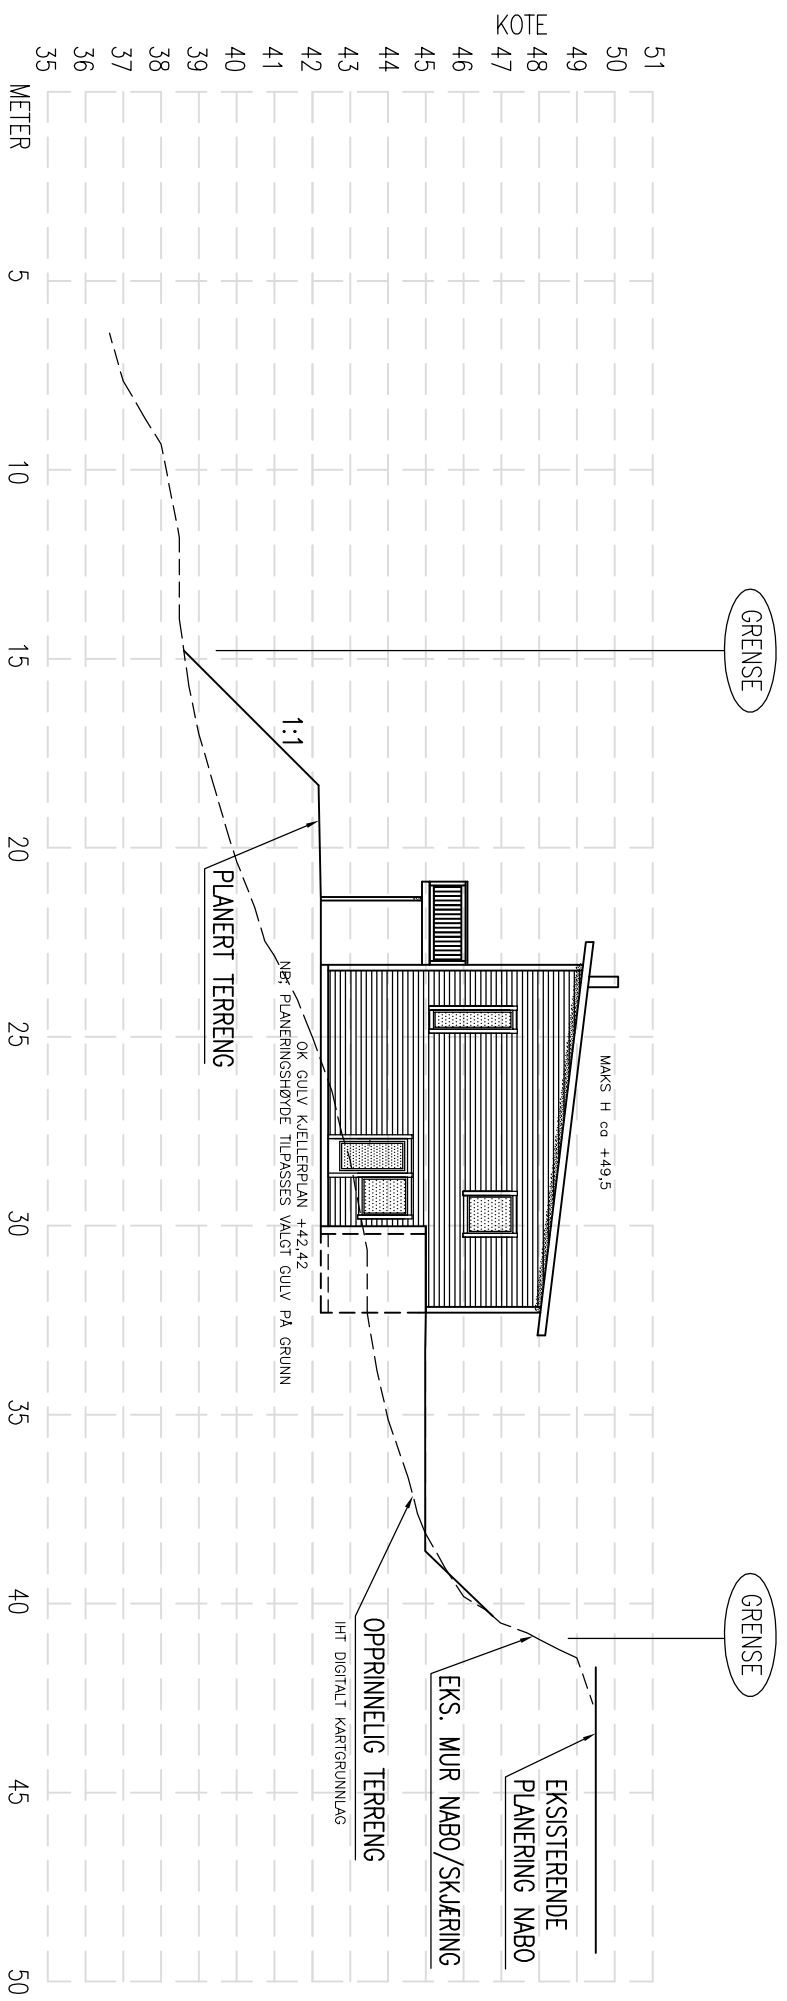 KOTE
51
50
49
48
47
46
45
44
43
42
41
40
39
38
37
36
35
METER
5
10
15
20
25
30
35
40
45
50
GRENSE
GRENSE
1:1
PLANERT TERRENG
MAKS H ca +49,5
OK GULV KJELLERPLAN +42,42
NB; PLANERINGSHØYDE TILPASSES VALGT GULV PÅ GRUNN
EKSISTERENDE
PLANERING NABO
EKS. MUR NABO/SKJÆRING
OPPRINNELIG TERRENG
IHT DIGITALT KARTGRUNNLAG